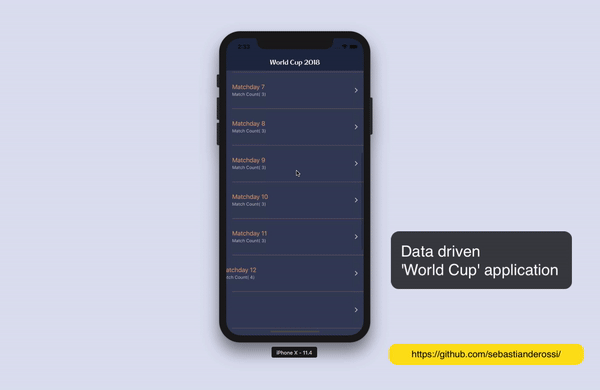 2:33
World Cup 2018
Matchday 7
Match Count( 3)
Matchday 8
Match Count( 3)
Matchday 9
Match Count( 3)
Matchday 10
Match Count( 3)
Matchday 11
Match Count( 3)
atchday 12
tch Count( 4)
Data driven
'World Cup' application
https://github.com/sebastianderossi/
iPhone X - 11.4